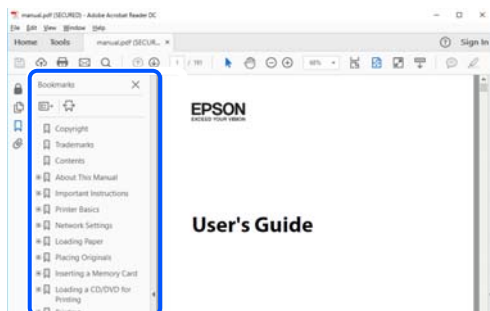 manual.pdf (SECURED) - Adobe Acrobat Reader DC
File Edit View Window Help
Home Tools manual.pdf (SECUR... × Sign In
1 / 191
Bookmarks
Copyright
Trademarks
Contents
About This Manual
Important Instructions
Printer Basics
Network Settings
Loading Paper
Placing Originals
Inserting a Memory Card
Loading a CD/DVD for
Printing
EPSON
EXCEED YOUR VISION
User's Guide